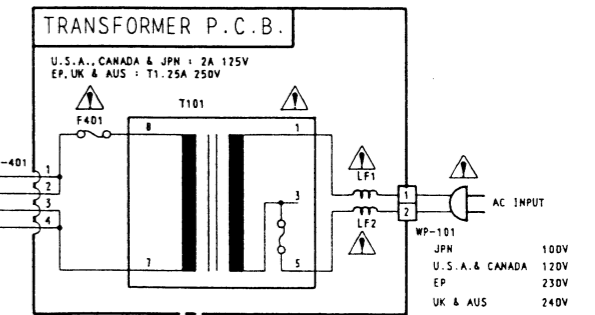 TRANSFORMER P.C.B.
U.S.A.,CANADA & JPN : 2A 125V
EP,UK & AUS : T1.25A 250V
F401
T101
8
1
-401
1
2
3
4
3
LF1
1
2
AC INPUT
LF2
WP-101
7
5
JPN 100V
U.S.A.& CANADA 120V
EP 230V
UK & AUS 240V